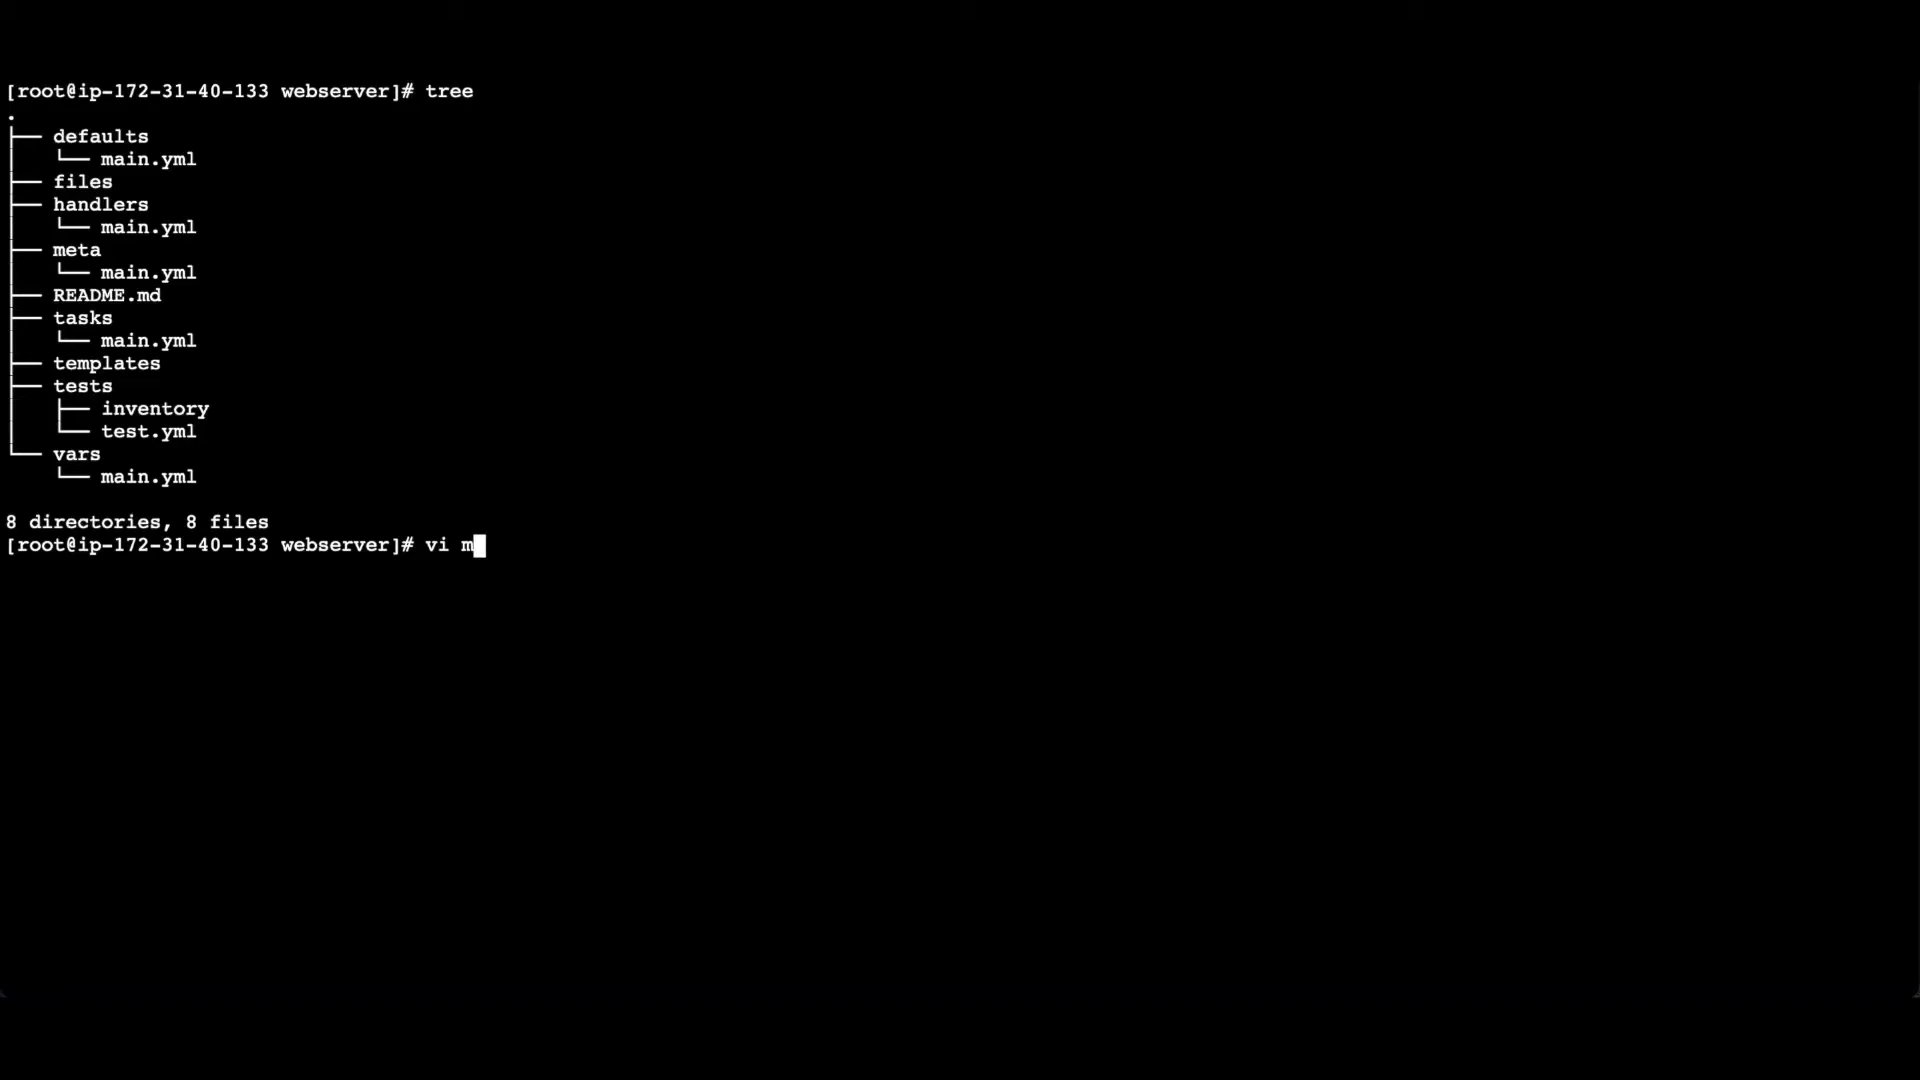 [root@ip-172-31-40-133 webserver]# tree
.
├── defaults
│   └── main.yml
├── files
├── handlers
│   └── main.yml
├── meta
│   └── main.yml
├── README.md
├── tasks
│   └── main.yml
├── templates
├── tests
│   ├── inventory
│   └── test.yml
└── vars
    └── main.yml
8 directories, 8 files
[root@ip-172-31-40-133 webserver]# vi m